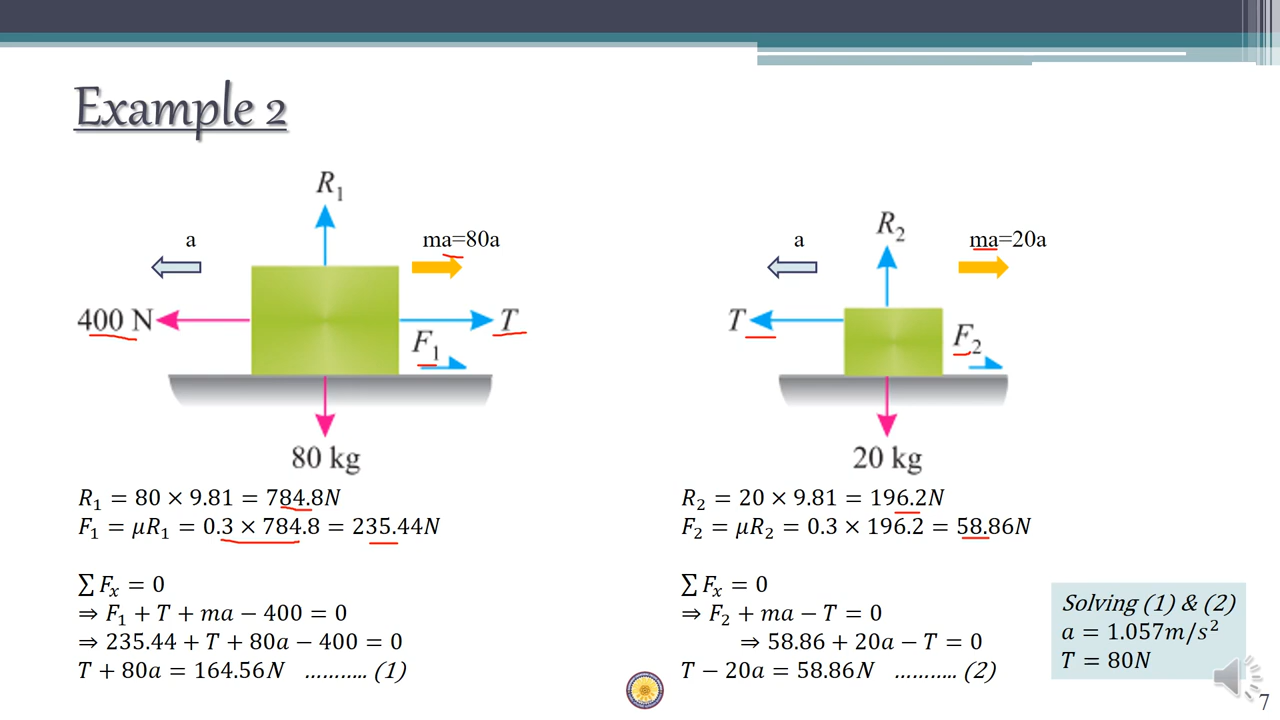 Example 2
R₁
a
ma=80a
400 N
T
F₁
80 kg
R₁ = 80 × 9.81 = 784.8N
F₁ = μR₁ = 0.3 × 784.8 = 235.44N
∑Fₓ = 0
⇒ F₁ + T + ma − 400 = 0
⇒ 235.44 + T + 80a − 400 = 0
T + 80a = 164.56N ……….. (1)
R₂
a
ma=20a
T
F₂
20 kg
R₂ = 20 × 9.81 = 196.2N
F₂ = μR₂ = 0.3 × 196.2 = 58.86N
∑Fₓ = 0
⇒ F₂ + ma − T = 0
⇒ 58.86 + 20a − T = 0
T − 20a = 58.86N ……….. (2)
Solving (1) & (2)
a = 1.057m/s²
T = 80N
7